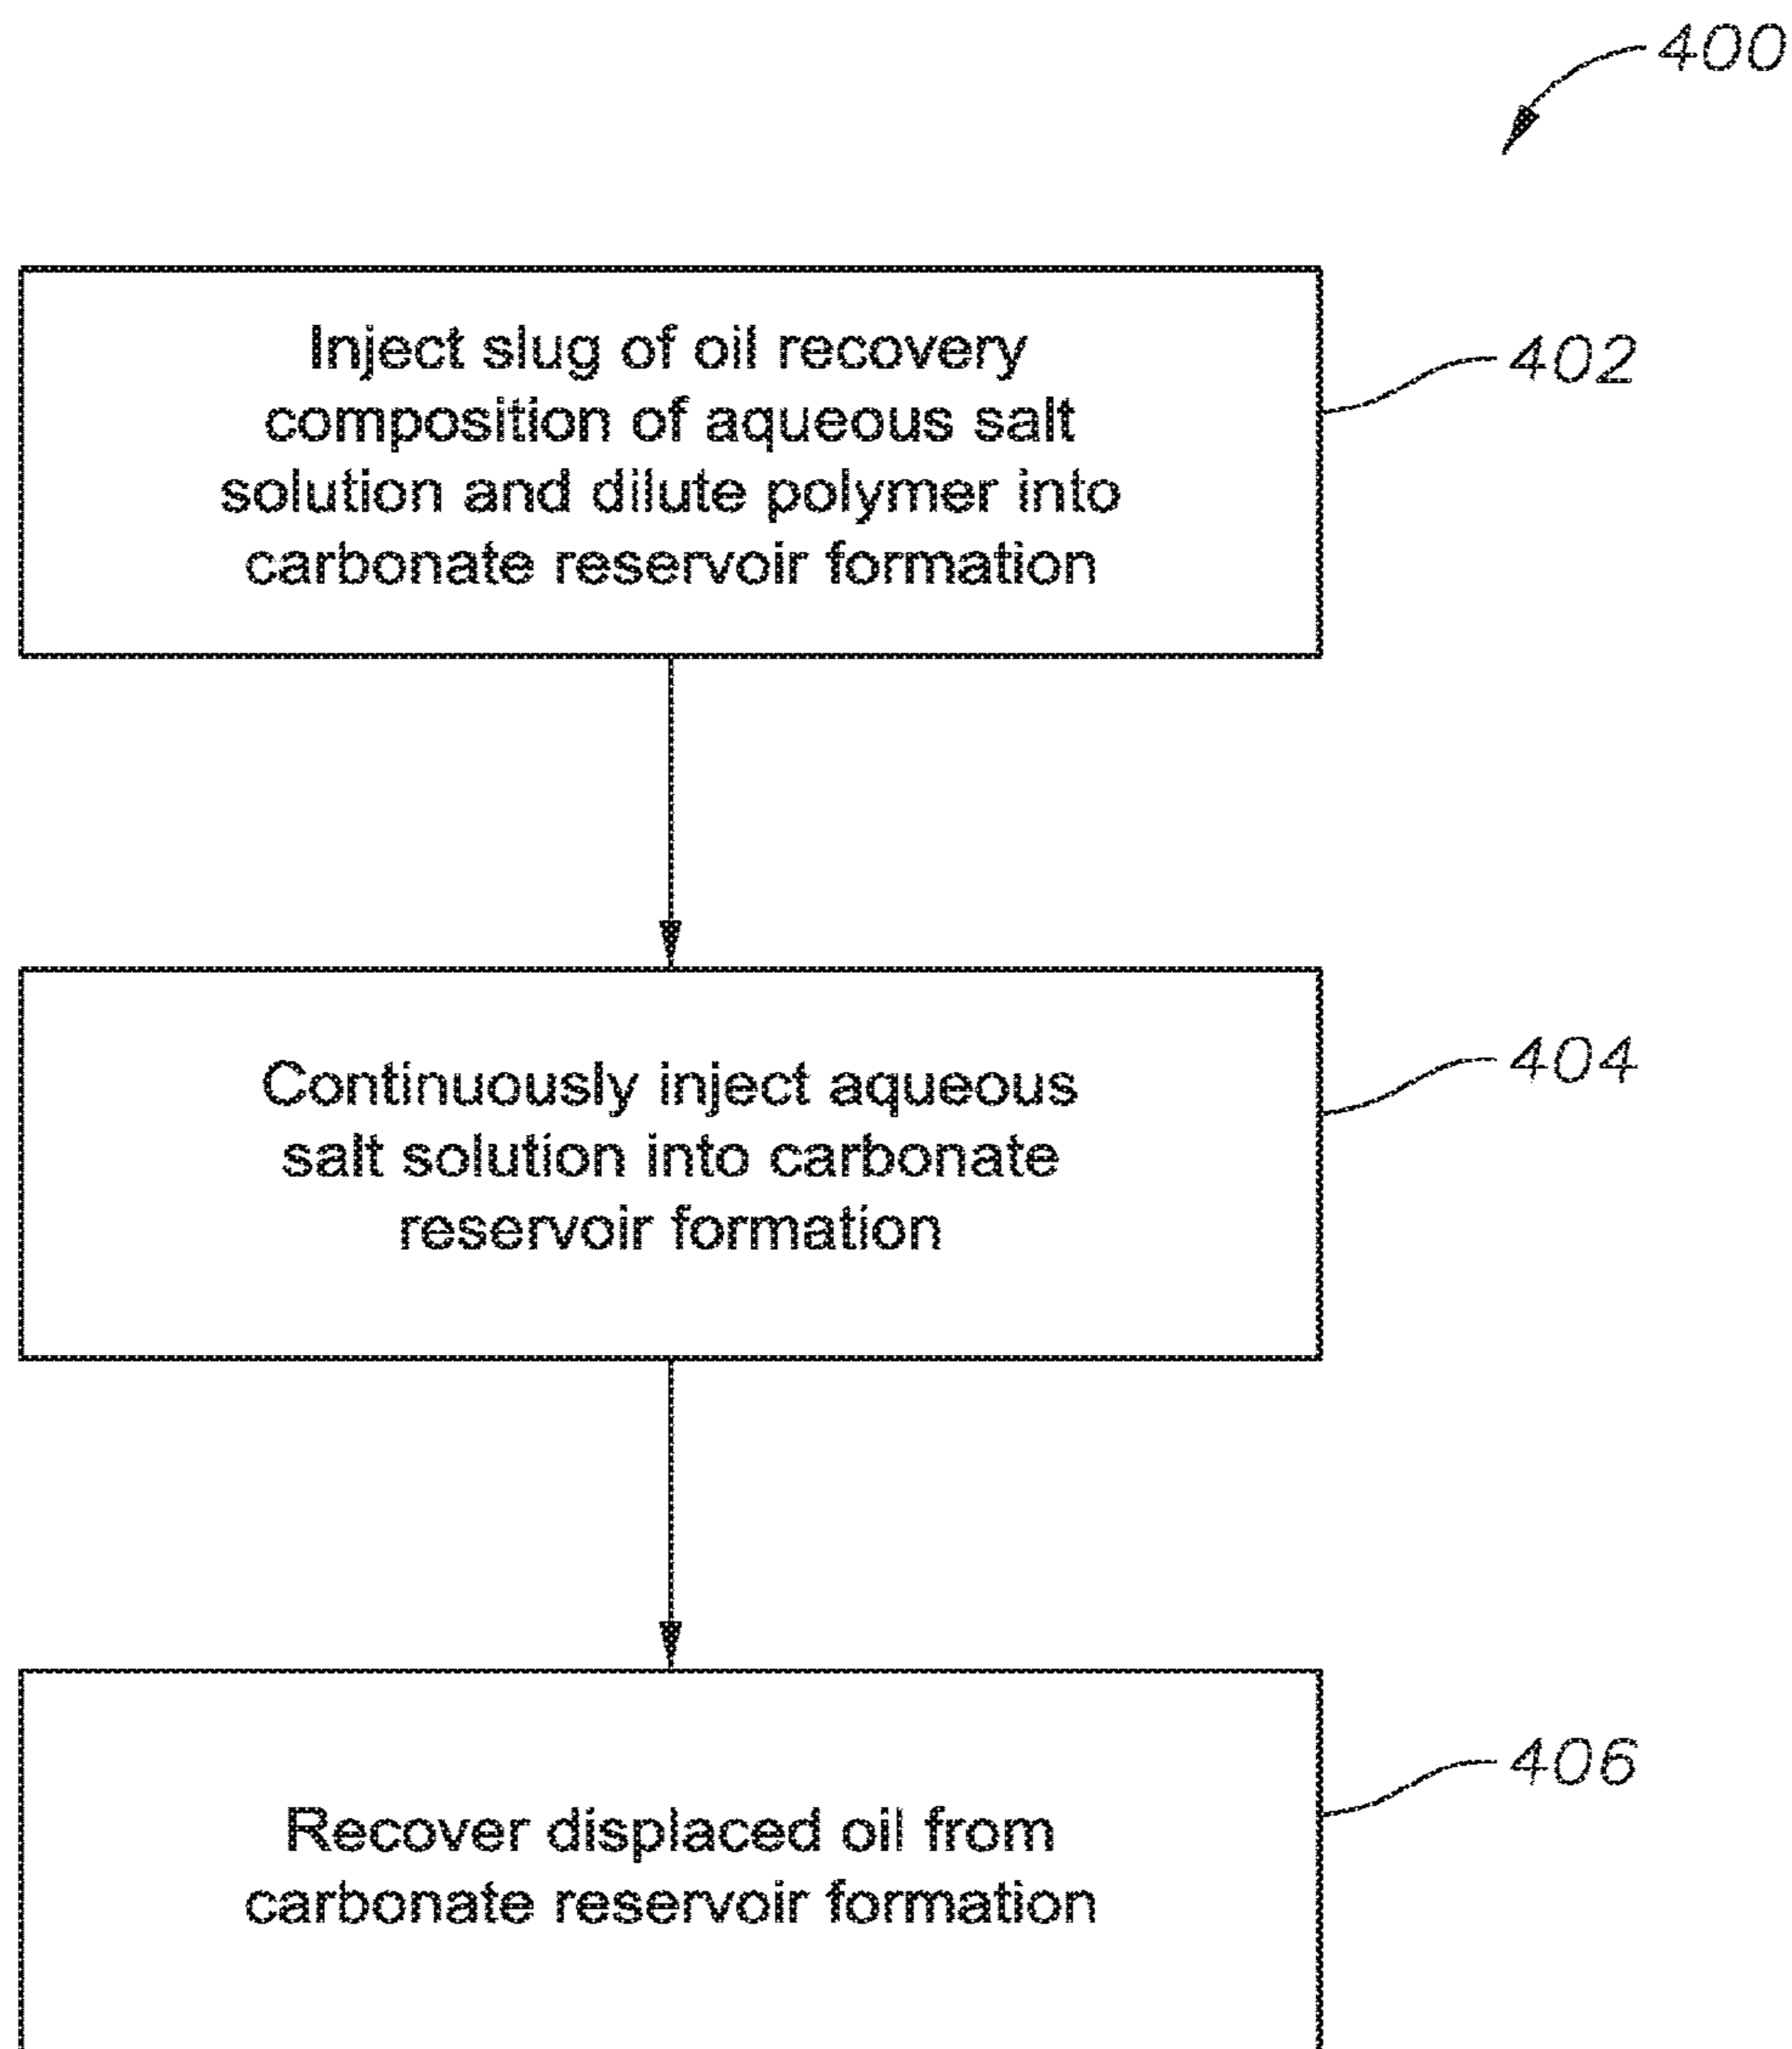 400
Inject slug of oil recovery
composition of aqueous salt
solution and dilute polymer into
carbonate reservoir formation
402
Continuously inject aqueous
salt solution into carbonate
reservoir formation
404
Recover displaced oil from
carbonate reservoir formation
406